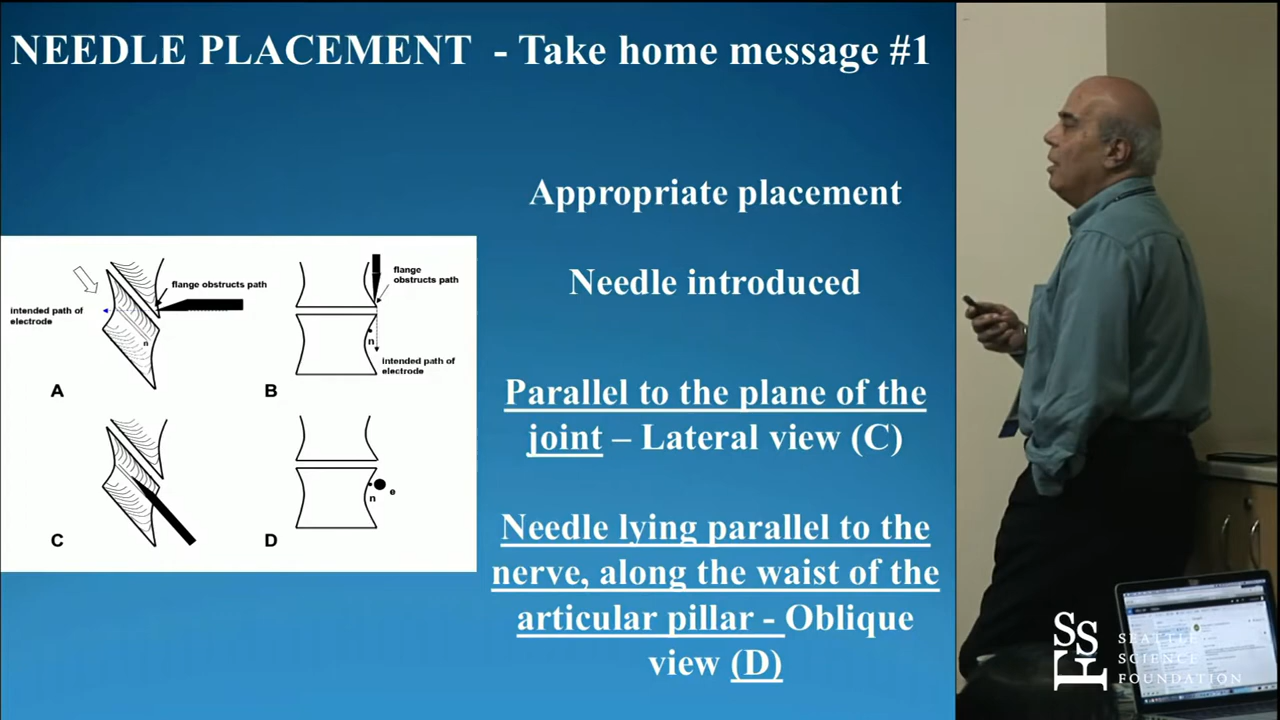 NEEDLE PLACEMENT - Take home message #1
Appropriate placement
Needle introduced
Parallel to the plane of the
joint – Lateral view (C)
Needle lying parallel to the
nerve, along the waist of the
articular pillar - Oblique
view (D)
flange obstructs path
intended path of
electrode
n
A
flange
obstructs path
n
intended path of
electrode
B
C
n
e
D
SSF
SEATTLE
SCIENCE
FOUNDATION